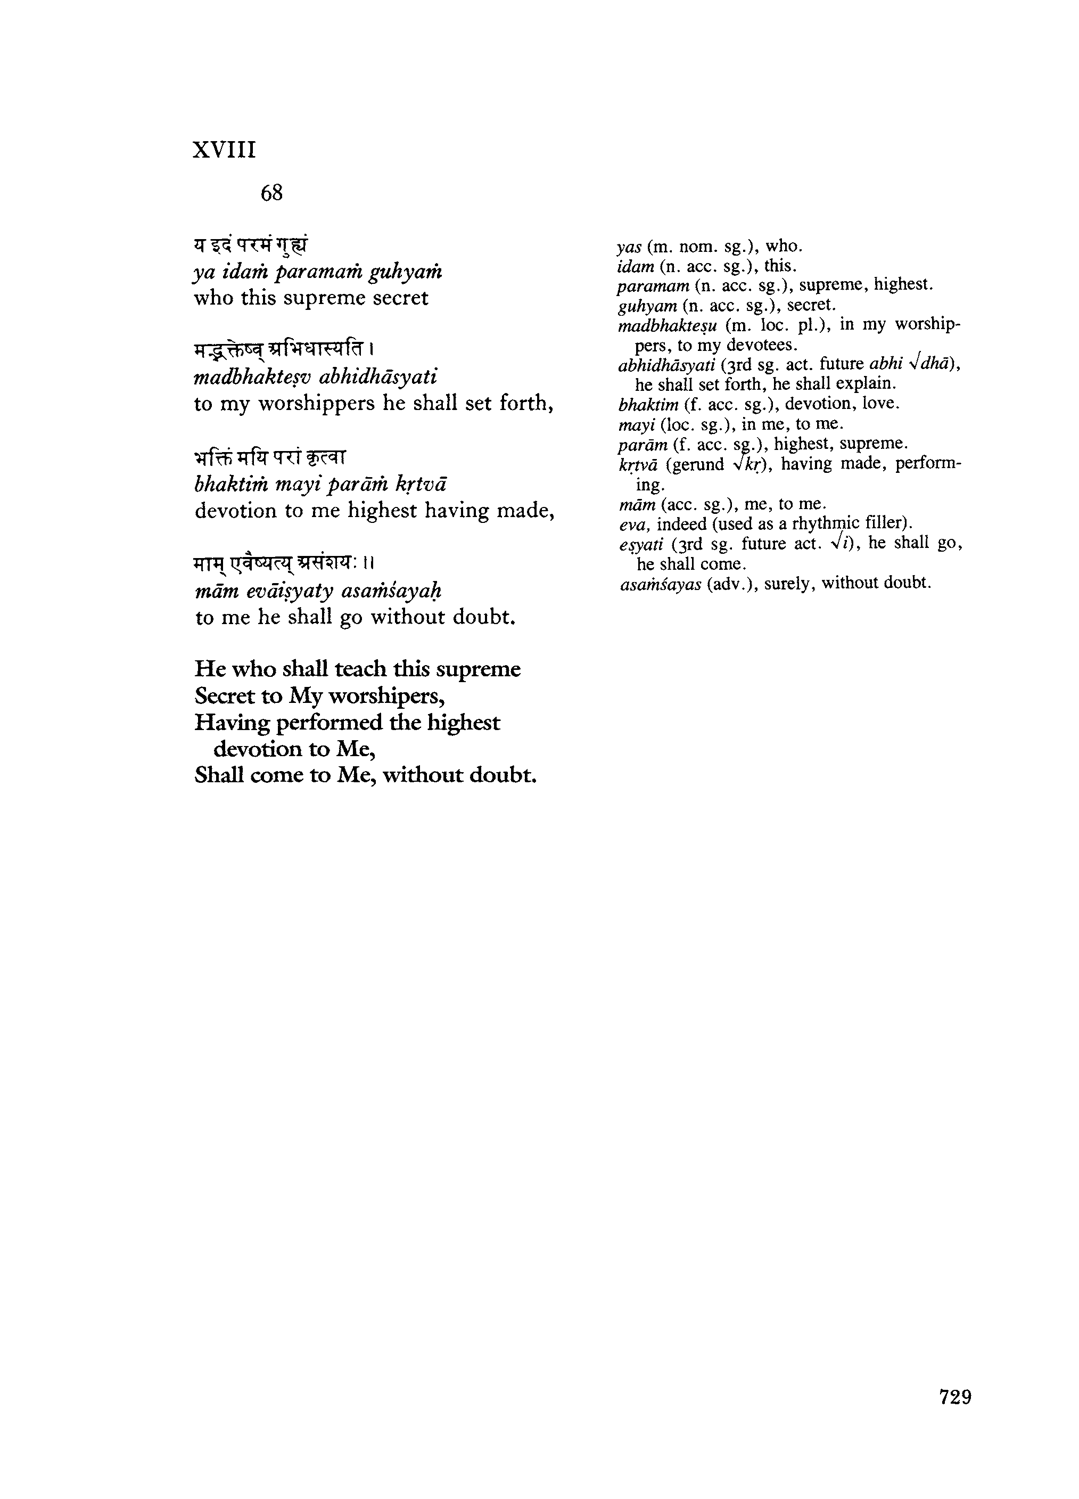 XVIII
68
य इदं परमं गुह्यं
ya idaṁ paramaṁ guhyaṁ
who this supreme secret
मद्भक्तेष्व् अभिधास्यति ।
madbhakteṣv abhidhāsyati
to my worshippers he shall set forth,
भक्तिं मयि परां कृत्वा
bhaktiṁ mayi parāṁ kṛtvā
devotion to me highest having made,
माम् एवैष्यत्य् असंशयः ।।
mām evāiṣyaty asaṁśayaḥ
to me he shall go without doubt.
He who shall teach this supreme
Secret to My worshipers,
Having performed the highest
devotion to Me,
Shall come to Me, without doubt.
yas (m. nom. sg.), who.
idam (n. acc. sg.), this.
paramam (n. acc. sg.), supreme, highest.
guhyam (n. acc. sg.), secret.
madbhakteṣu (m. loc. pl.), in my worship-
pers, to my devotees.
abhidhāsyati (3rd sg. act. future abhi √dhā),
he shall set forth, he shall explain.
bhaktim (f. acc. sg.), devotion, love.
mayi (loc. sg.), in me, to me.
parām (f. acc. sg.), highest, supreme.
kṛtvā (gerund √kṛ), having made, perform-
ing.
mām (acc. sg.), me, to me.
eva, indeed (used as a rhythmic filler).
eṣyati (3rd sg. future act. √i), he shall go,
he shall come.
asaṁśayas (adv.), surely, without doubt.
729